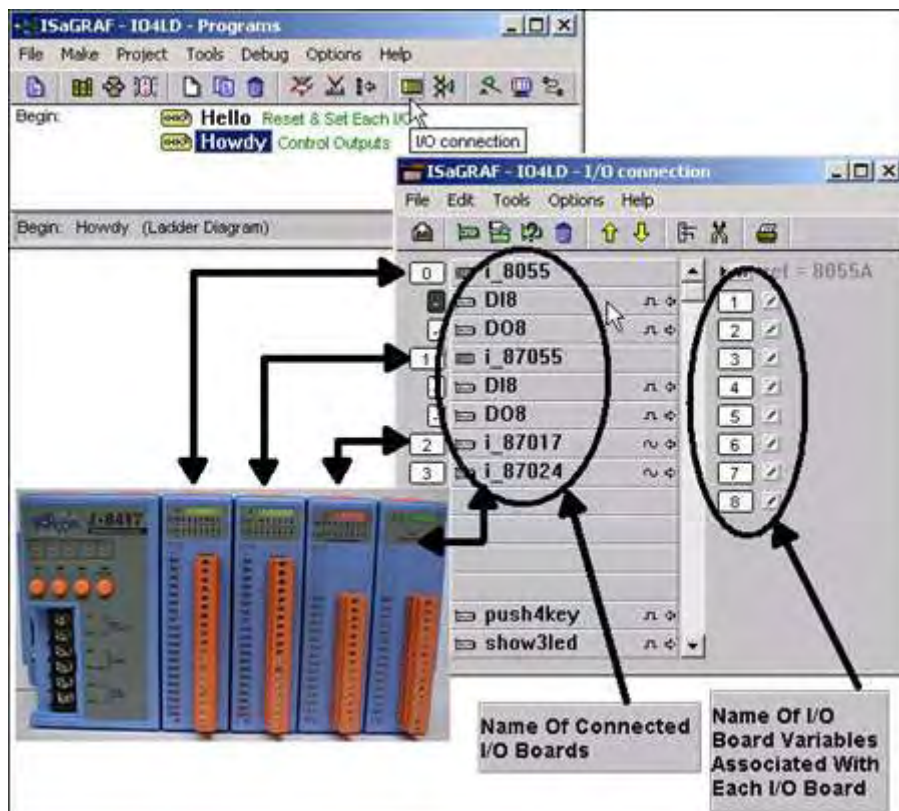 ISaGRAF - IO4LD - Programs
File Make Project Tools Debug Options Help
Begin:
Hello Reset & Set Each I/O
Howdy Control Outputs
I/O connection
Begin: Howdy (Ladder Diagram)
ISaGRAF - IO4LD - I/O connection
File Edit Tools Options Help
0 i_8055
DI8
DO8
1 i_87055
DI8
DO8
2 i_87017
3 i_87024
push4key
show3led
= 8055A
1
2
3
4
5
6
7
8
I-8417
Name Of Connected
I/O Boards
Name Of I/O
Board Variables
Associated With
Each I/O Board